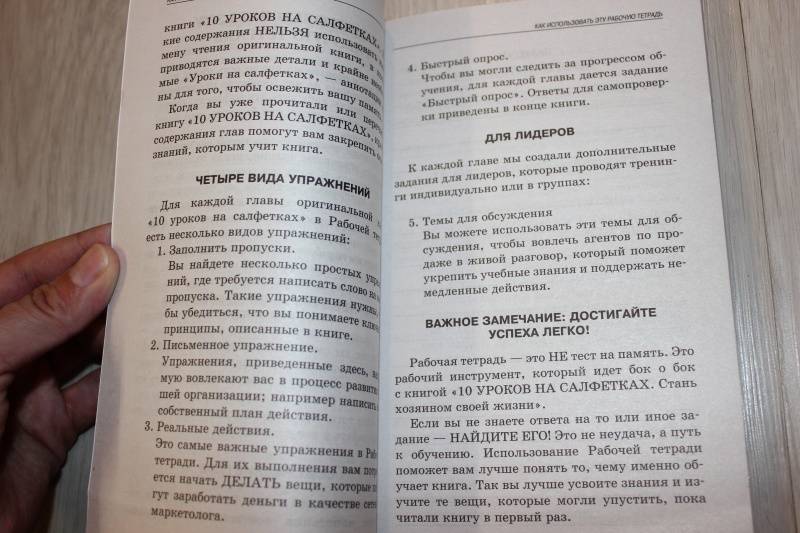 книги «10 УРОКОВ НА САЛФЕТКАХ»
кие содержания НЕЛЬЗЯ использовать
мену чтения оригинальной книги, в
приводятся важные детали и крайне
мые «Уроки на салфетках», — аннотации
ны для того, чтобы освежить вашу память.
Когда вы уже прочитали или
книгу «10 УРОКОВ НА САЛФЕТКАХ»,
содержания глав помогут вам закрепить
знаний, которым учит книга.
ЧЕТЫРЕ ВИДА УПРАЖНЕНИЙ
Для каждой главы оригинальной
«10 уроков на салфетках» в Рабочей
есть несколько видов упражнений:
1. Заполнить пропуски.
Вы найдете несколько простых
ний, где требуется написать слово
пропуска. Такие упражнения
бы убедиться, что вы понимаете
принципы, описанные в книге.
2. Письменное упражнение.
Упражнения, приведенные здесь,
мую вовлекают вас в процесс
шей организации; например написать
собственный план действия.
3. Реальные действия.
Это самые важные упражнения в
тетради. Для их выполнения вам
ется начать ДЕЛАТЬ вещи, которые
гут заработать деньги в качестве
маркетолога.
КАК ИСПОЛЬЗОВАТЬ ЭТУ РАБОЧУЮ ТЕТРАДЬ
4. Быстрый опрос.
Чтобы вы могли следить за прогрессом об-
учения, для каждой главы дается задание
«Быстрый опрос». Ответы для самопровер-
ки приведены в конце книги.
ДЛЯ ЛИДЕРОВ
К каждой главе мы создали дополнительные
задания для лидеров, которые проводят тренин-
ги индивидуально или в группах:
5. Темы для обсуждения
Вы можете использовать эти темы для об-
суждения, чтобы вовлечь агентов по про-
даже в живой разговор, который поможет
укрепить учебные знания и поддержать не-
медленные действия.
ВАЖНОЕ ЗАМЕЧАНИЕ: ДОСТИГАЙТЕ
УСПЕХА ЛЕГКО!
Рабочая тетрадь — это НЕ тест на память. Это
рабочий инструмент, который идет бок о бок
с книгой «10 УРОКОВ НА САЛФЕТКАХ. Стань
хозяином своей жизни».
Если вы не знаете ответа на то или иное за-
дание — НАЙДИТЕ ЕГО! Это не неудача, а путь
к обучению. Использование Рабочей тетради
поможет вам лучше понять то, чему именно об-
учает книга. Так вы лучше усвоите знания и из-
учите те вещи, которые могли упустить, пока
читали книгу в первый раз.